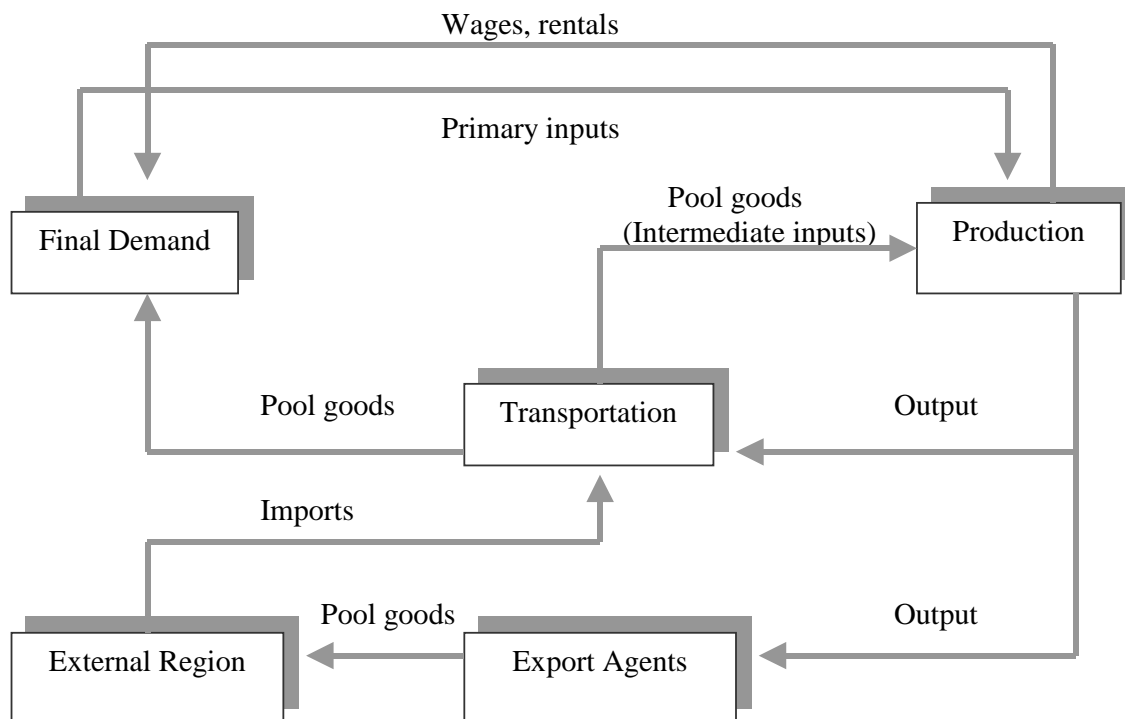 Wages, rentals
Primary inputs
Pool goods
(Intermediate inputs)
Final Demand
Production
Pool goods
Transportation
Output
Imports
Pool goods
Output
External Region
Export Agents